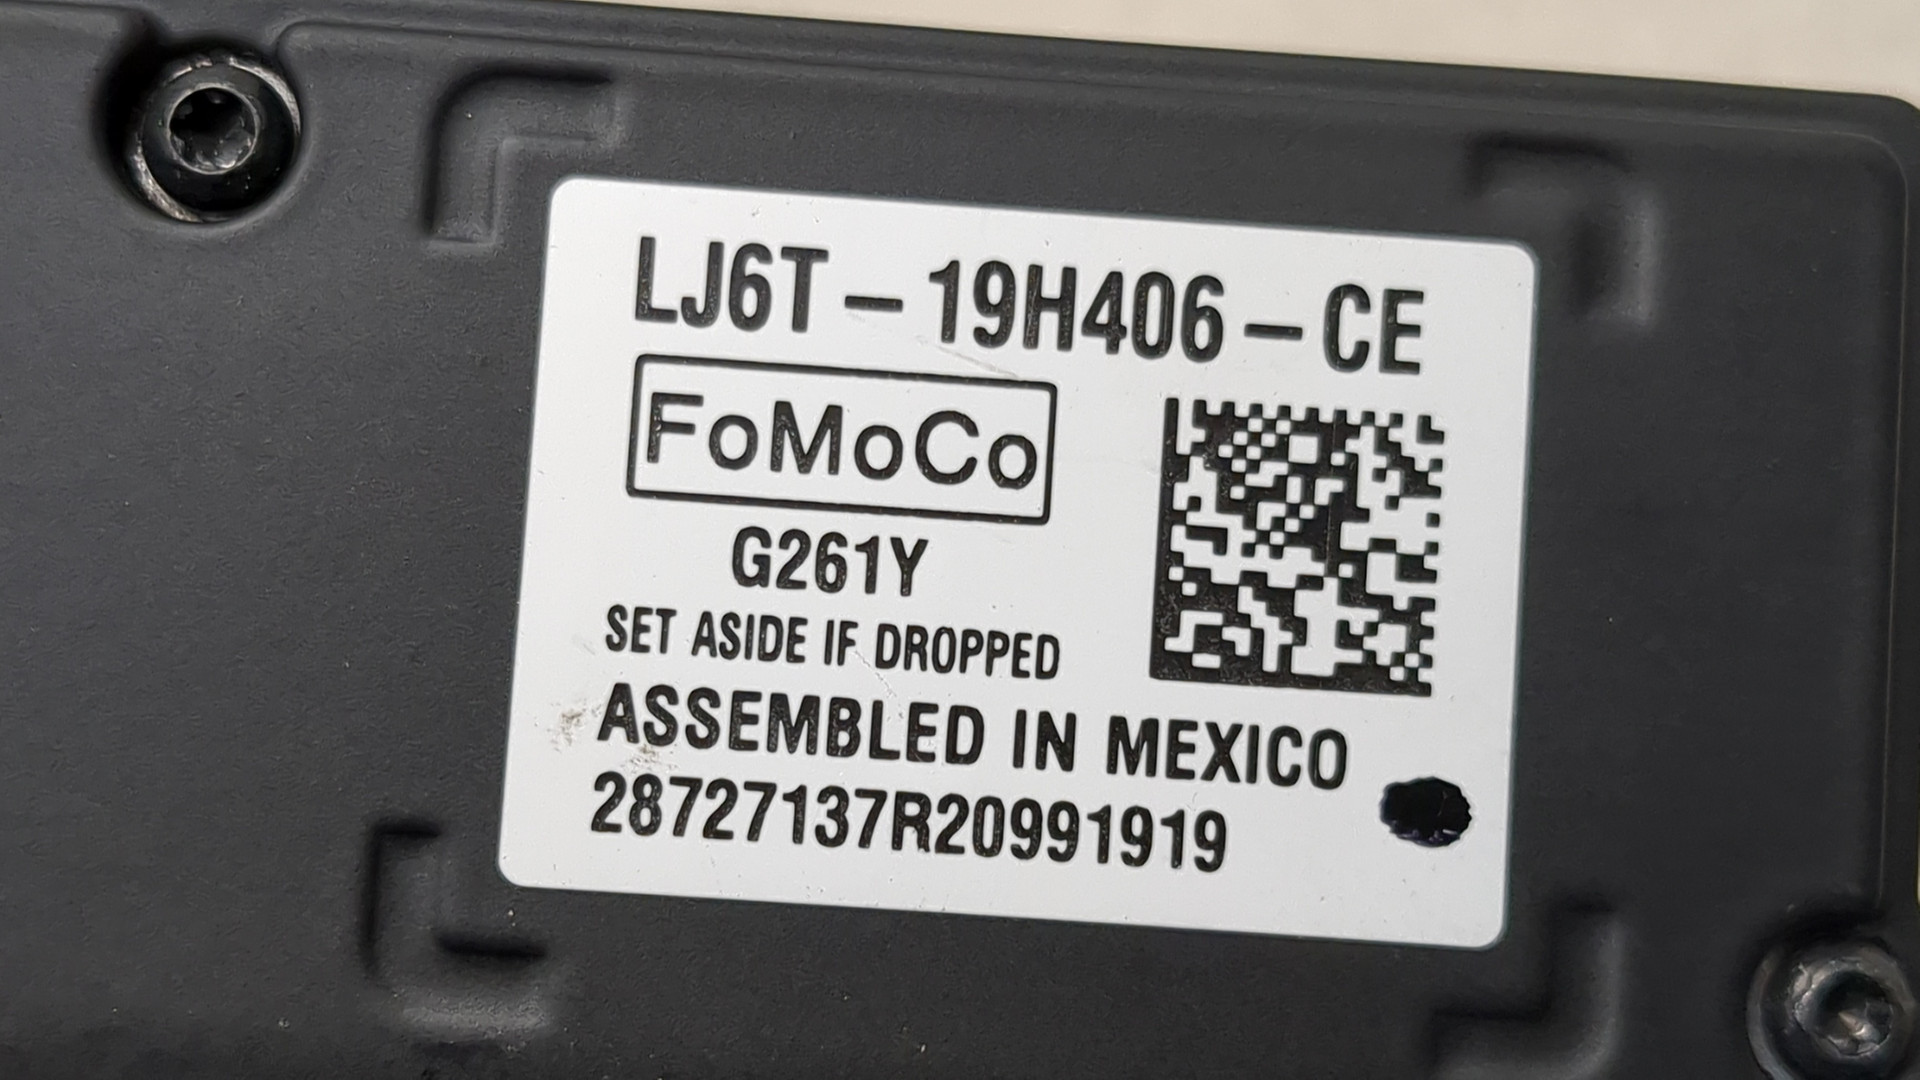 LJ6T - 19H406 - CE
FoMoCo
G261Y
SET ASIDE IF DROPPED
ASSEMBLED IN MEXICO
28727137R20991919